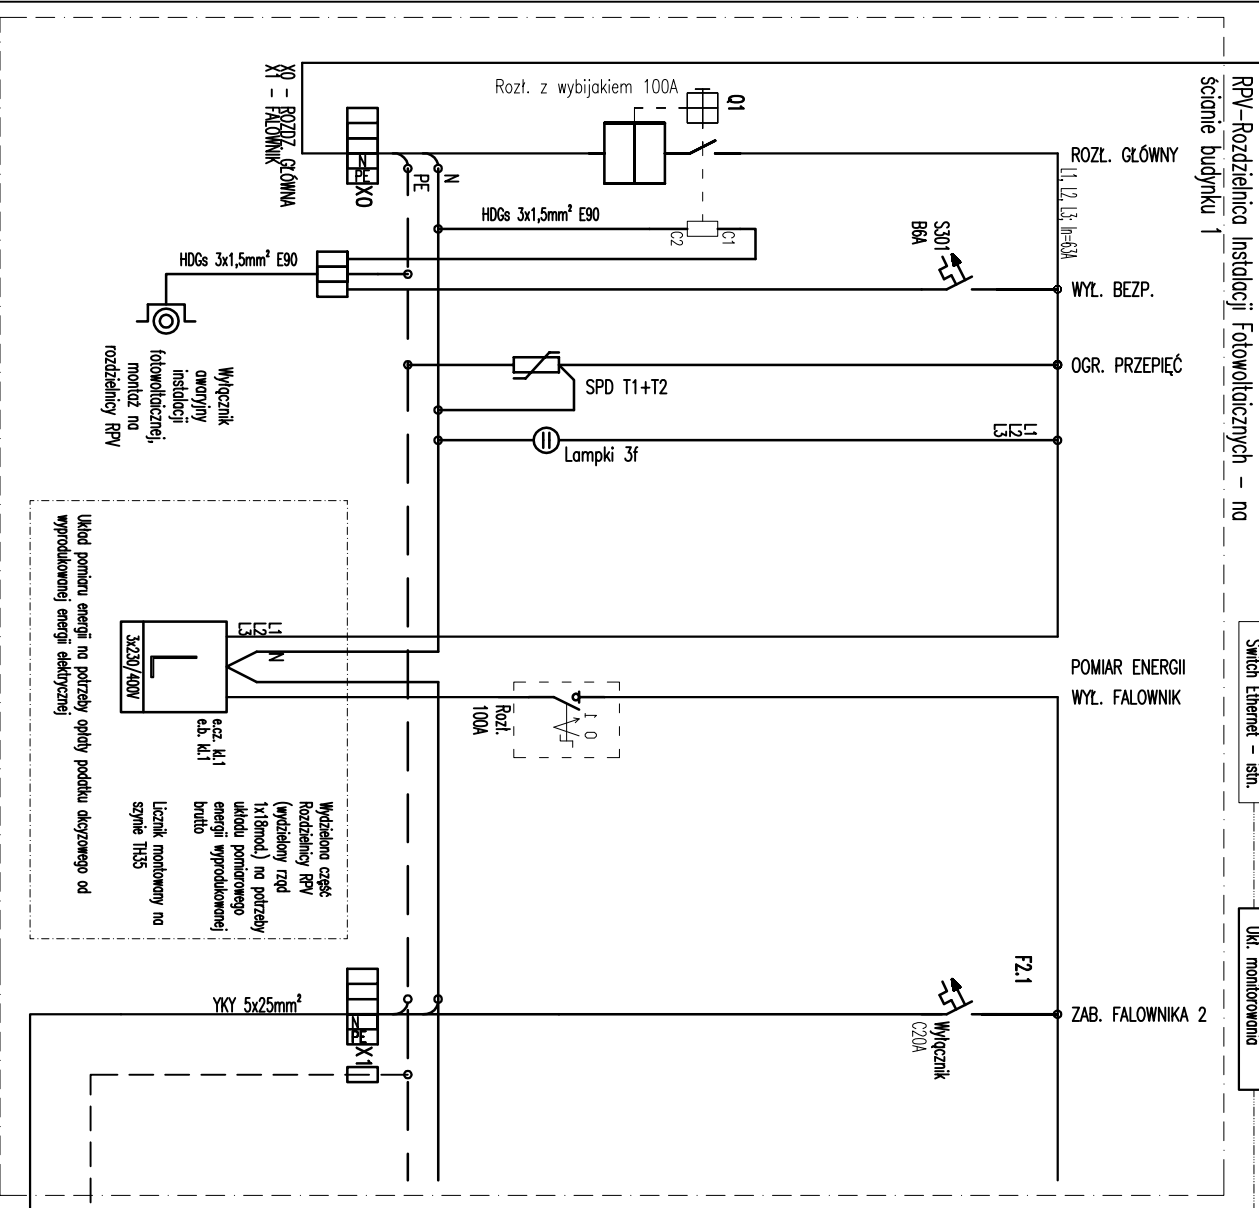 RPV-Rozdzielnica Instalacji Fotowoltaicznych - na
ścianie budynku 1
Rozł. z wybijakiem 100A
Q1
ROZŁ. GŁÓWNY
L1, L2, L3; In=63A
X0 - ROZDZ. GŁÓWNA
X1 - FALOWNIK
N
PE
X0
PE
N
HDGs 3x1,5mm² E90
C1
C2
S301
B6A
WYŁ. BEZP.
HDGs 3x1,5mm² E90
Wyłącznik
awaryjny
instalacji
fotowoltaicznej,
montaż na
rozdzielnicy RPV
OGR. PRZEPIĘĆ
SPD T1+T2
L1
L2
L3
Lampki 3f
Układ pomiaru energii na potrzeby opłaty podatku akcyzowego od
wyprodukowanej energii elektrycznej
L1
L2
L3
N
3x230/400V
e.cz. kl.1
e.b. kl.1
POMIAR ENERGII
WYŁ. FALOWNIK
Rozł.
100A
1 0
Wydzielona część
Rozdzielnicy RPV
(wydzielony rząd
1x18mod.) na potrzeby
układu pomiarowego
energii wyprodukowanej
brutto
Licznik montowany na
szynie TH35
Switch Ethernet - istn.
Ukł. monitorowania
F2.1
ZAB. FALOWNIKA 2
Wyłącznik
C20A
YKY 5x25mm²
N
PE
X1